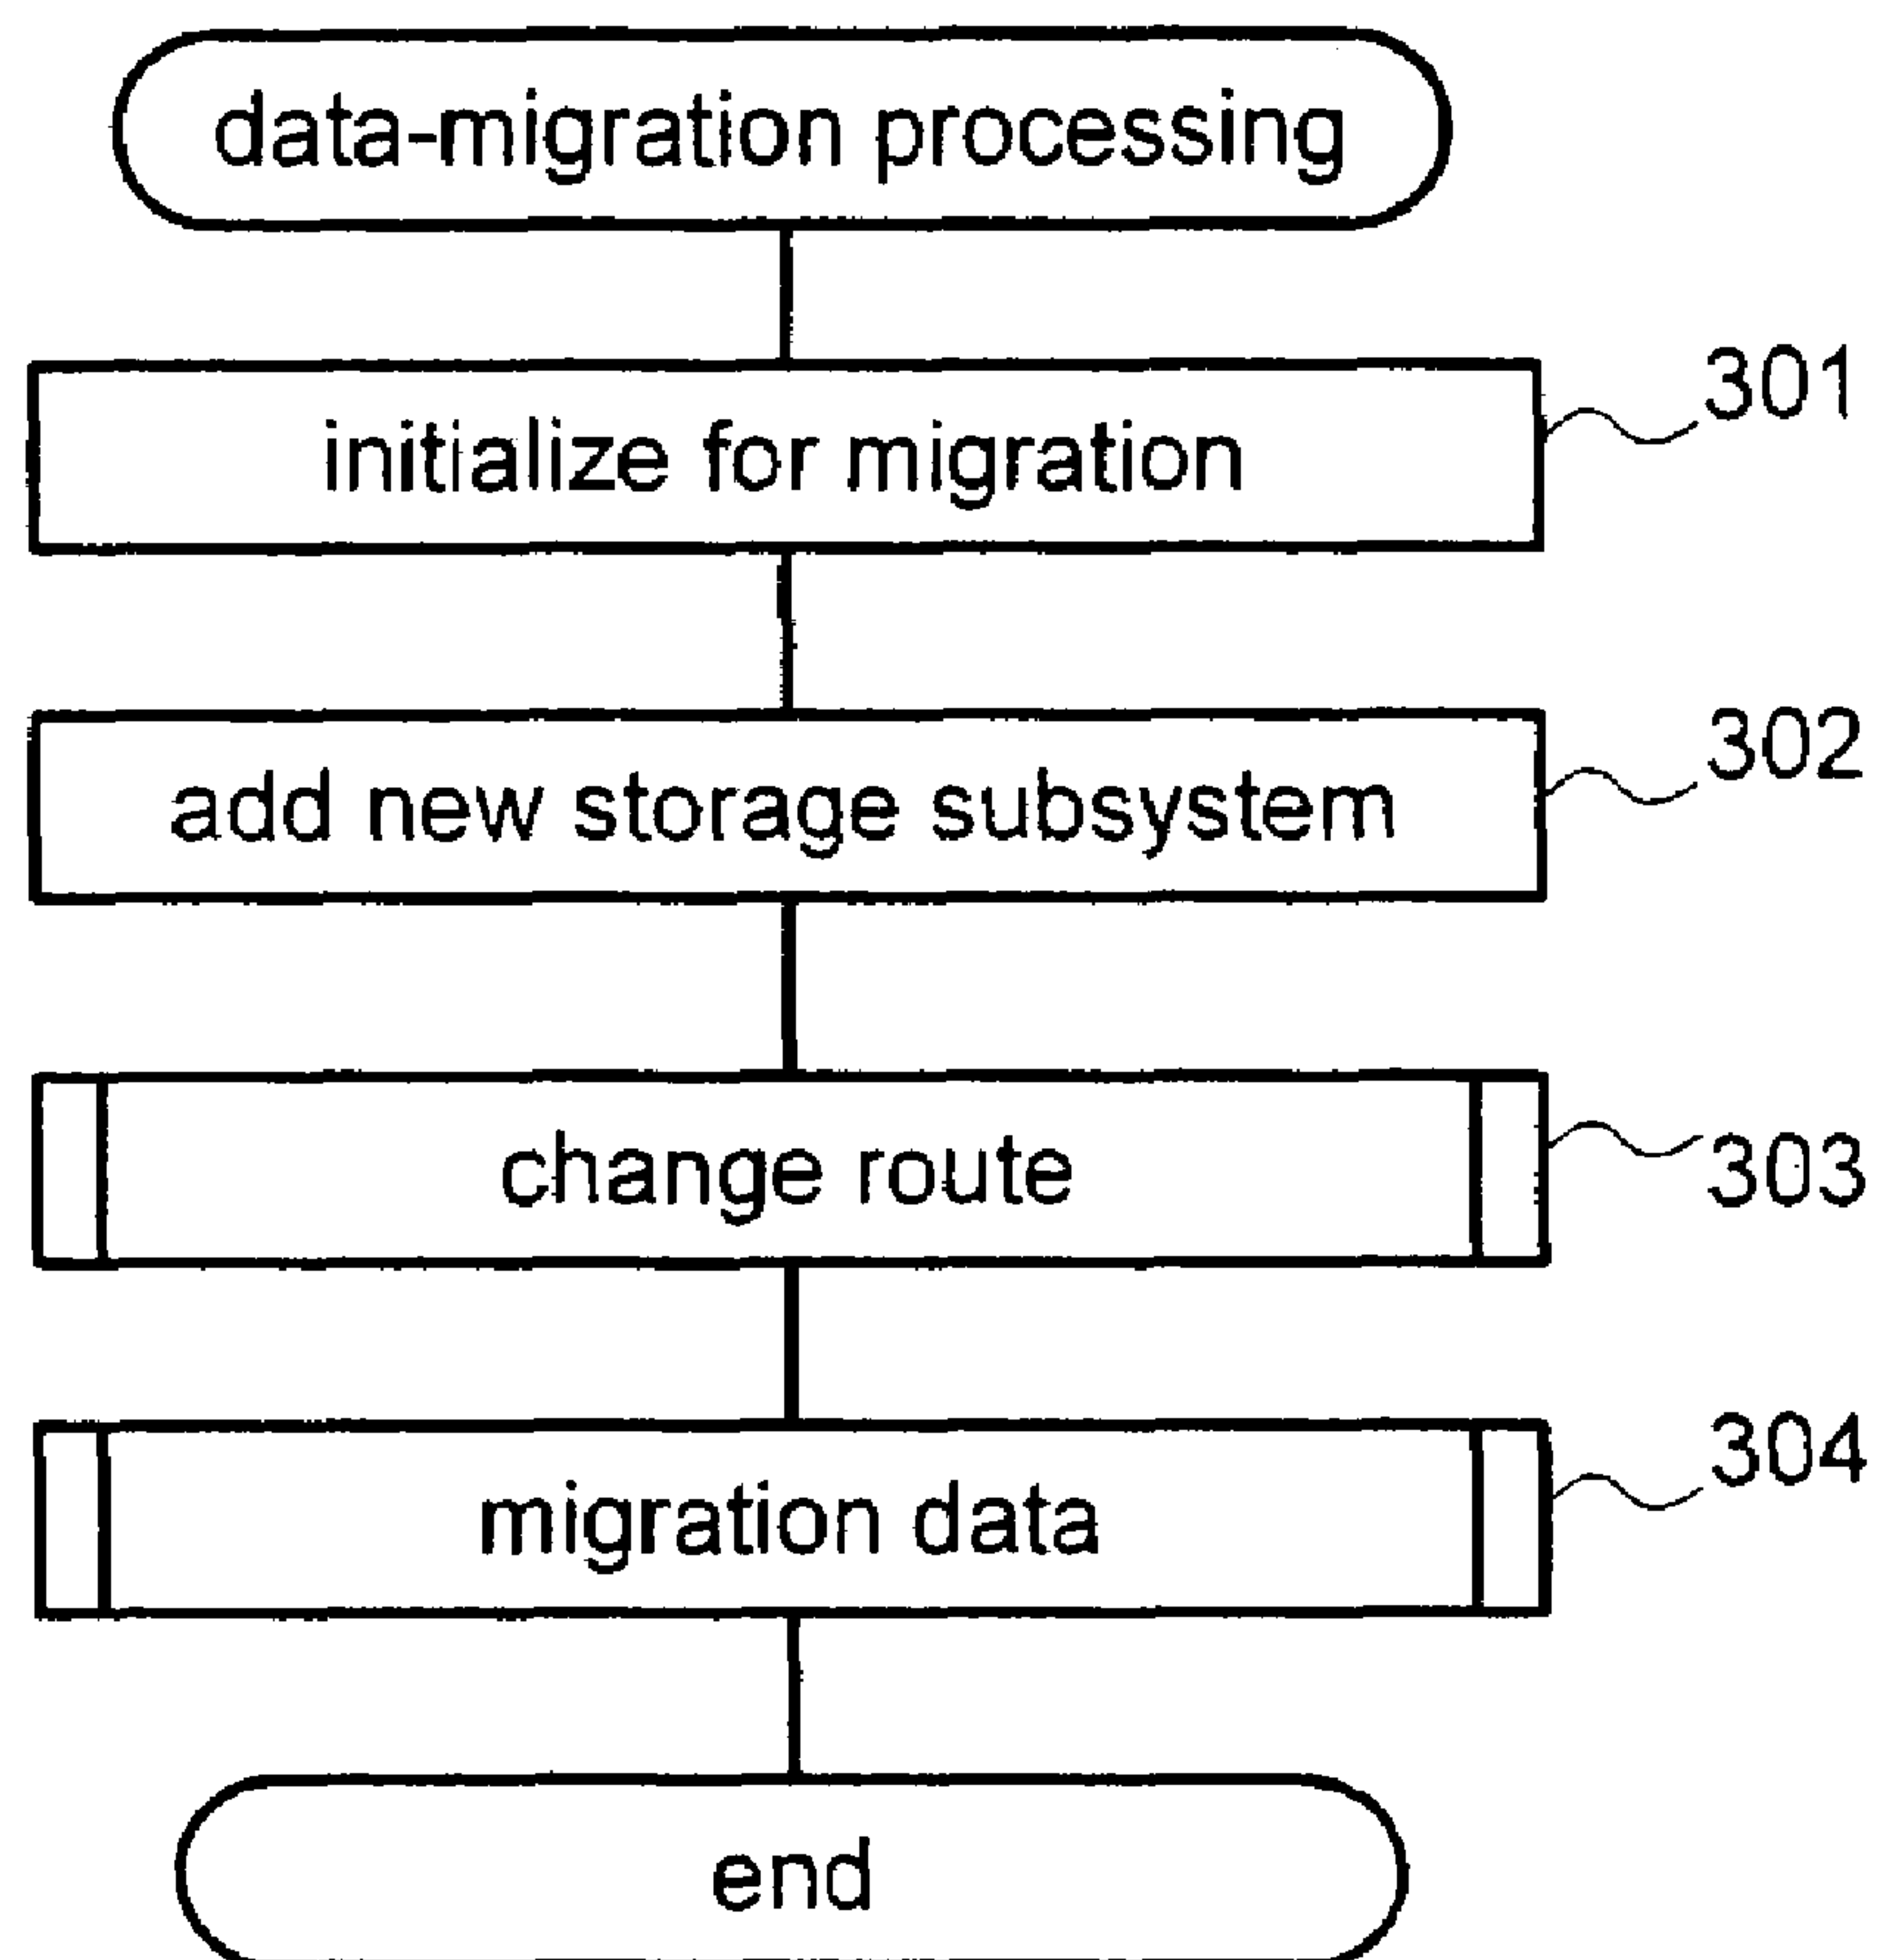 data-migration processing
initialize for migration
301
add new storage subsystem
302
change route
303
migration data
304
end